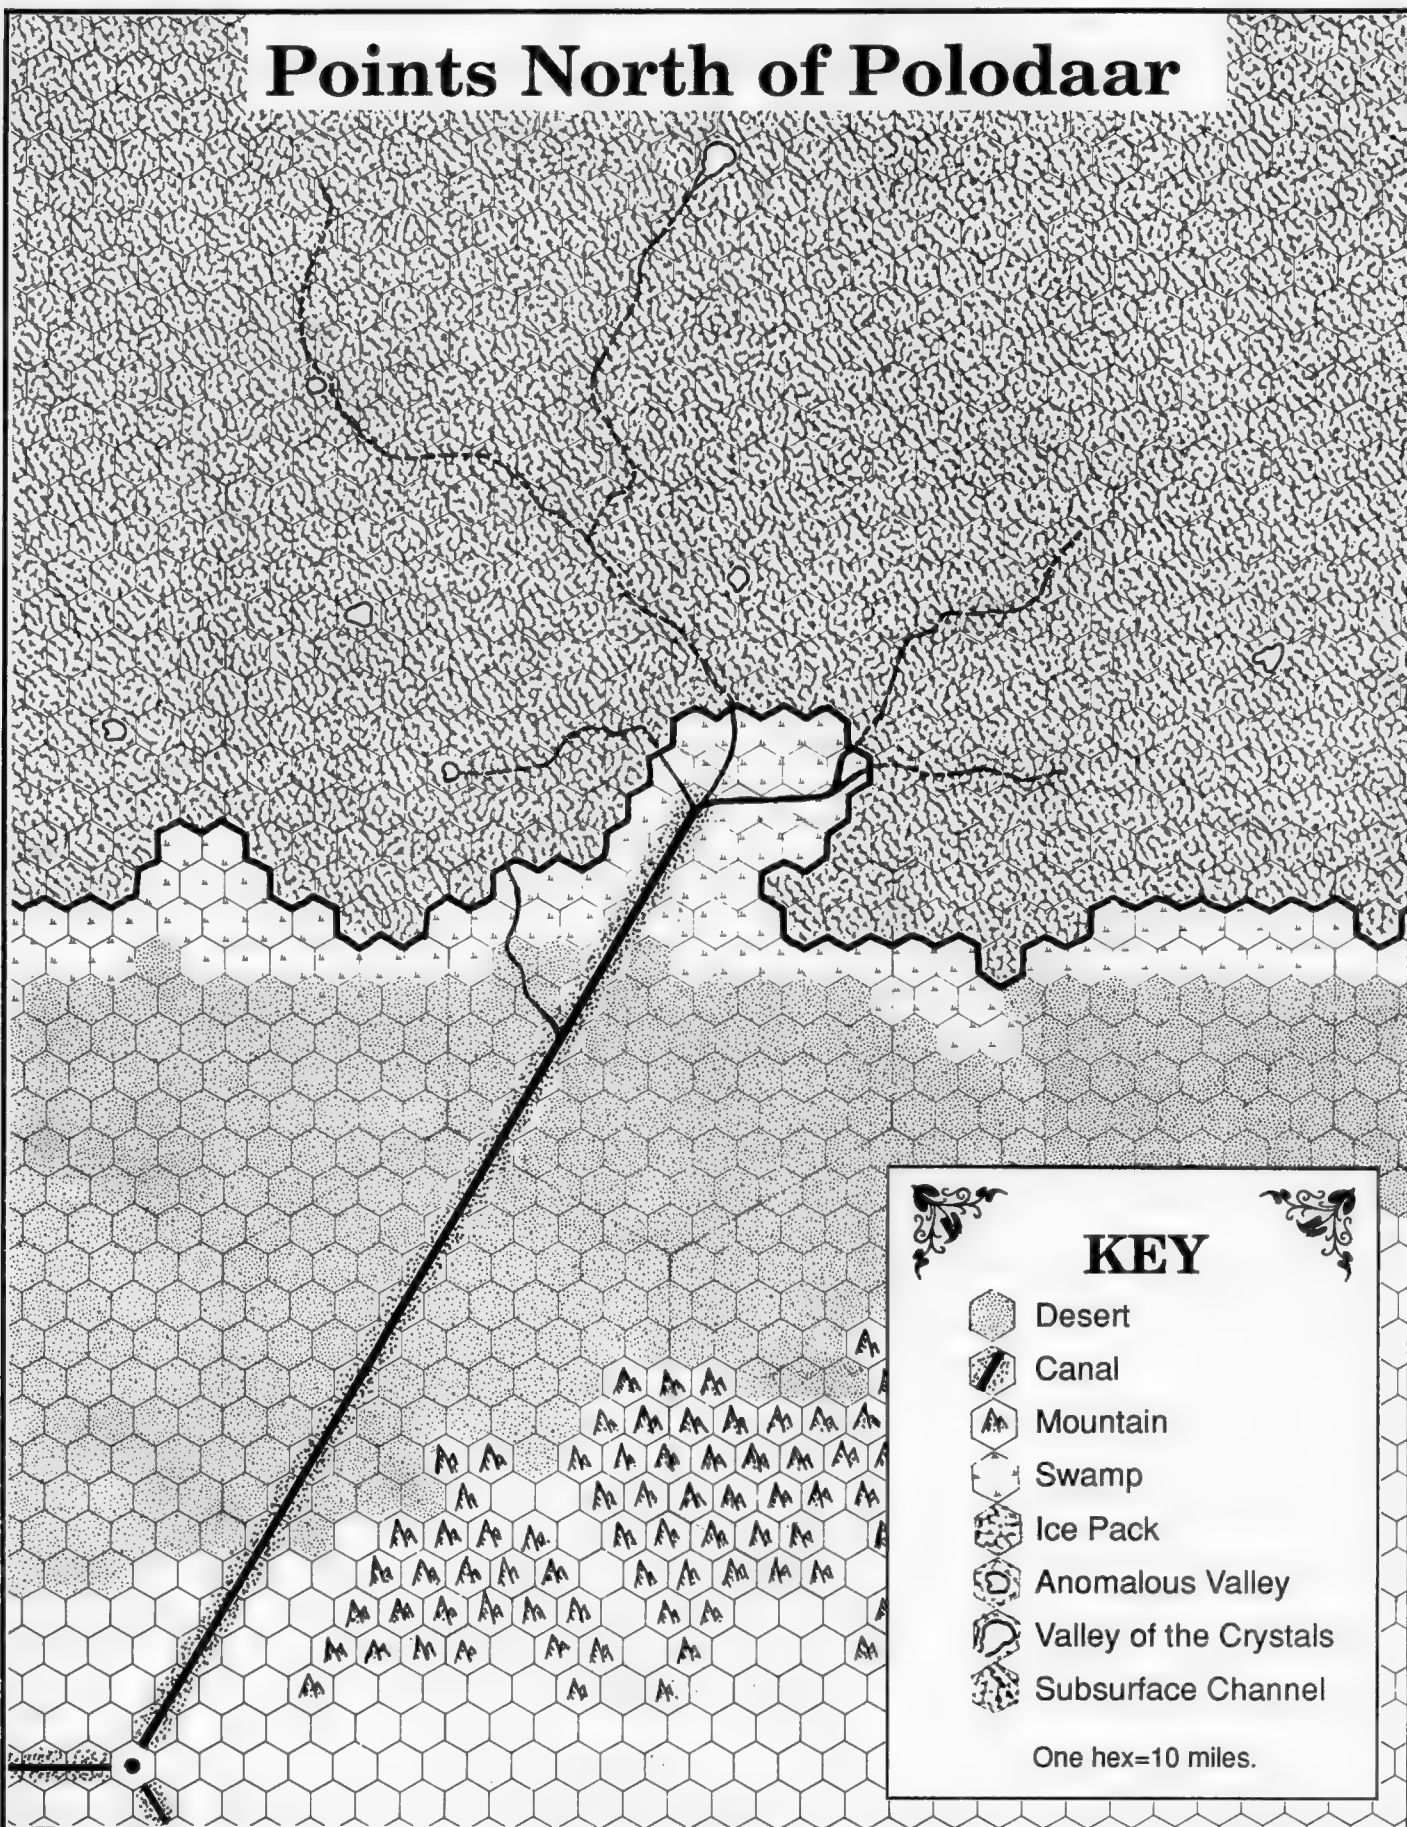 Points North of Polodaar
KEY
Desert
Canal
Mountain
Swamp
Ice Pack
Anomalous Valley
Valley of the Crystals
Subsurface Channel
One hex=10 miles.